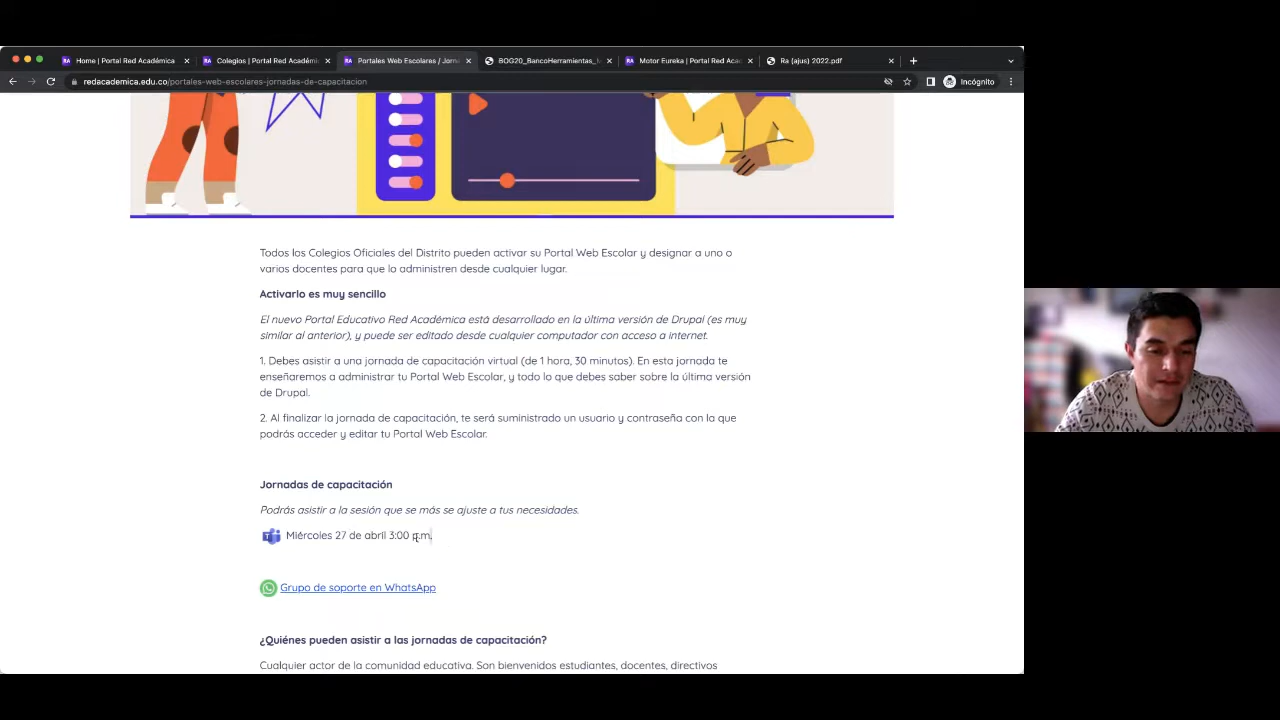 Home | Portal Red Académica
Colegios | Portal Red Académi
Portales Web Escolares / Jorna
BOG20_BancoHerramientas_
Motor Eureka | Portal Red Aca
Ra (ajus) 2022.pdf
redacademica.edu.co/portales-web-escolares-jornadas-de-capacitacion
Incógnito
Todos los Colegios Oficiales del Distrito pueden activar su Portal Web Escolar y designar a uno o
varios docentes para que lo administren desde cualquier lugar.
Activarlo es muy sencillo
El nuevo Portal Educativo Red Académica está desarrollado en la última versión de Drupal (es muy
similar al anterior), y puede ser editado desde cualquier computador con acceso a internet.
1. Debes asistir a una jornada de capacitación virtual (de 1 hora, 30 minutos). En esta jornada te
enseñaremos a administrar tu Portal Web Escolar, y todo lo que debes saber sobre la última versión
de Drupal.
2. Al finalizar la jornada de capacitación, te será suministrado un usuario y contraseña con la que
podrás acceder y editar tu Portal Web Escolar.
Jornadas de capacitación
Podrás asistir a la sesión que se más se ajuste a tus necesidades.
Miércoles 27 de abril 3:00 p.m.
Grupo de soporte en WhatsApp
¿Quiénes pueden asistir a las jornadas de capacitación?
Cualquier actor de la comunidad educativa. Son bienvenidos estudiantes, docentes, directivos